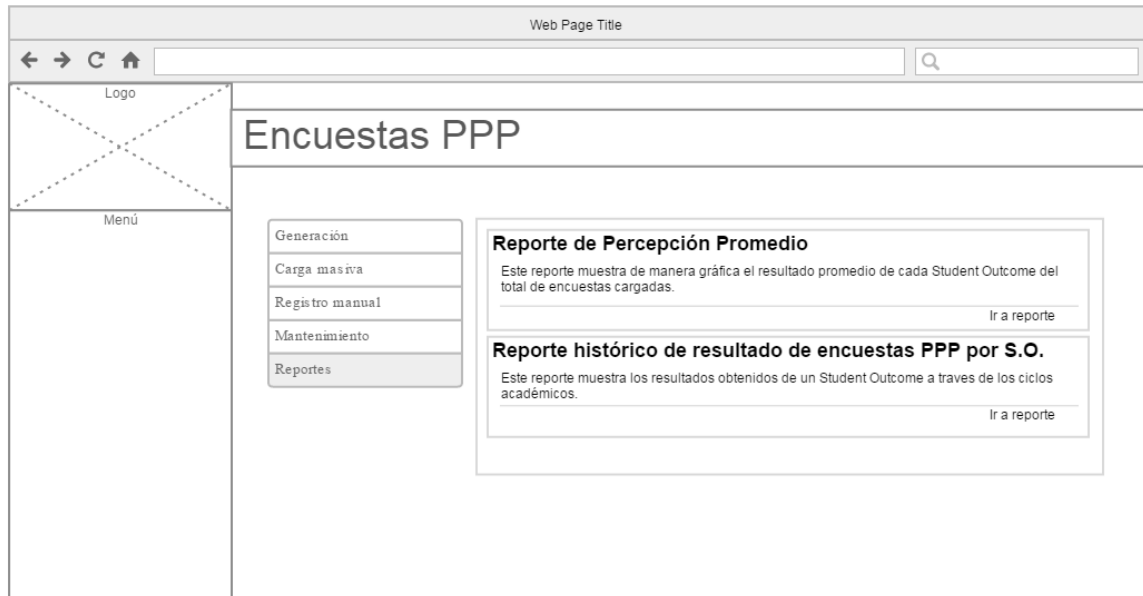 Web Page Title
Logo
Encuestas PPP
Menú
Generación
Carga masiva
Registro manual
Mantenimiento
Reportes
Reporte de Percepción Promedio
Este reporte muestra de manera gráfica el resultado promedio de cada Student Outcome del
total de encuestas cargadas.
Ir a reporte
Reporte histórico de resultado de encuestas PPP por S.O.
Este reporte muestra los resultados obtenidos de un Student Outcome a traves de los ciclos
académicos.
Ir a reporte